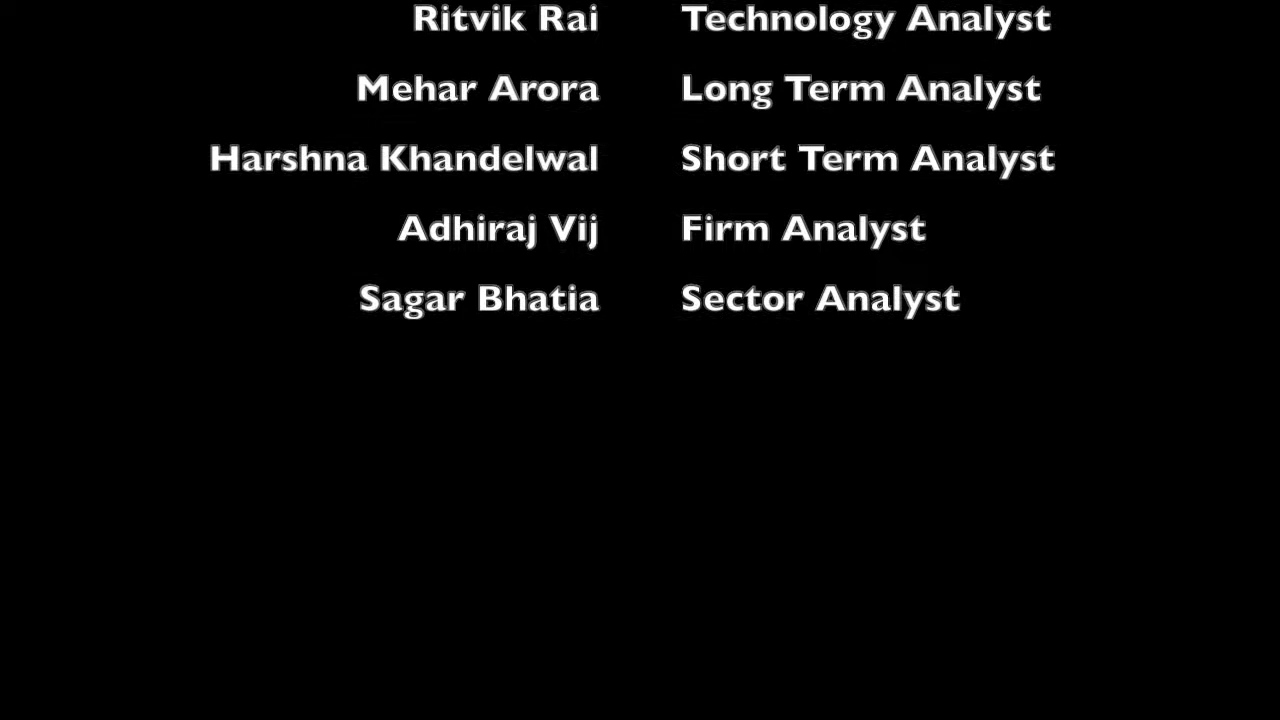 Ritvik Rai Technology Analyst
Mehar Arora Long Term Analyst
Harshna Khandelwal Short Term Analyst
Adhiraj Vij Firm Analyst
Sagar Bhatia Sector Analyst